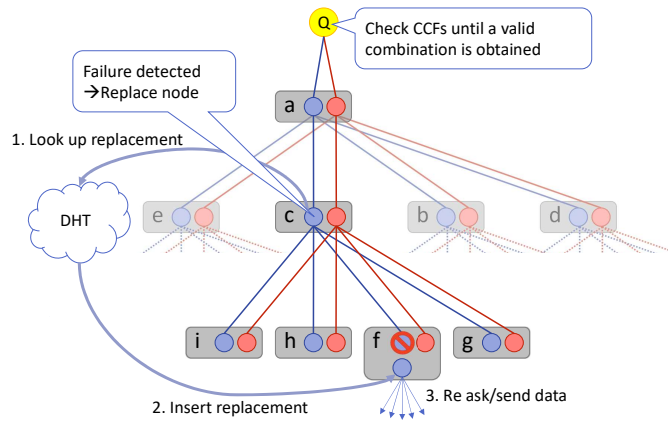 Q
Check CCFs until a valid
combination is obtained
Failure detected
→Replace node
a
1. Look up replacement
DHT
e
c
b
d
i
h
f
g
2. Insert replacement
3. Re ask/send data